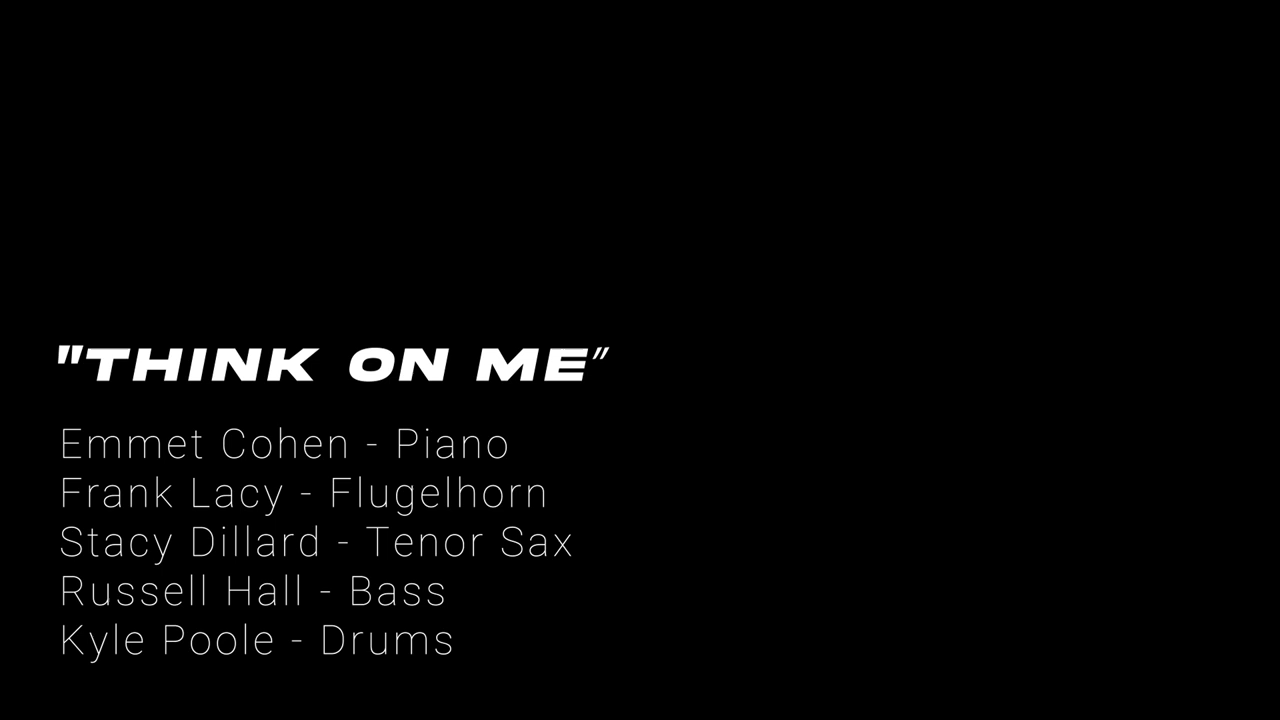 "THINK ON ME"
Emmet Cohen - Piano
Frank Lacy - Flugelhorn
Stacy Dillard - Tenor Sax
Russell Hall - Bass
Kyle Poole - Drums